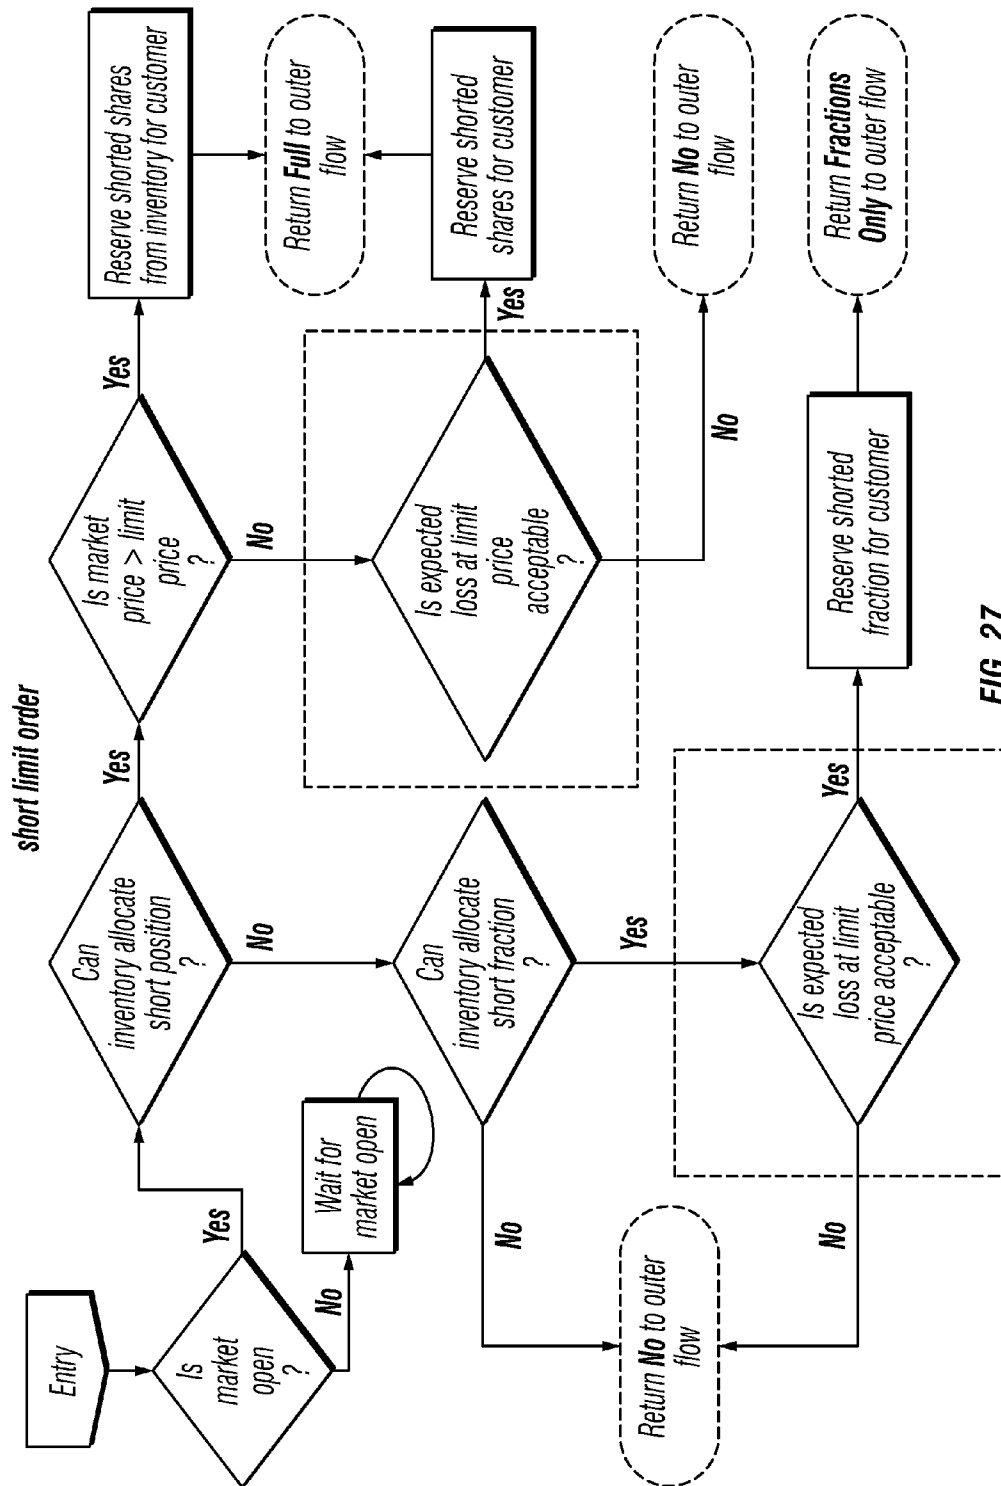 short limit order
Entry
Is
market
open
?
Yes
No
Wait for
market open
Can
inventory allocate
short position
?
Yes
No
Is market
price > limit
price
?
Yes
No
Reserve shorted shares
from inventory for customer
Return Full to outer
flow
Can
inventory allocate
short fraction
?
No
Yes
Is expected
loss at limit
price
acceptable
?
Yes
No
Reserve shorted
shares for customer
Return No to outer
flow
Return No to outer
flow
Is expected
loss at limit
price acceptable
?
No
Yes
Reserve shorted
fraction for customer
Return Fractions
Only to outer flow
FIG. 27